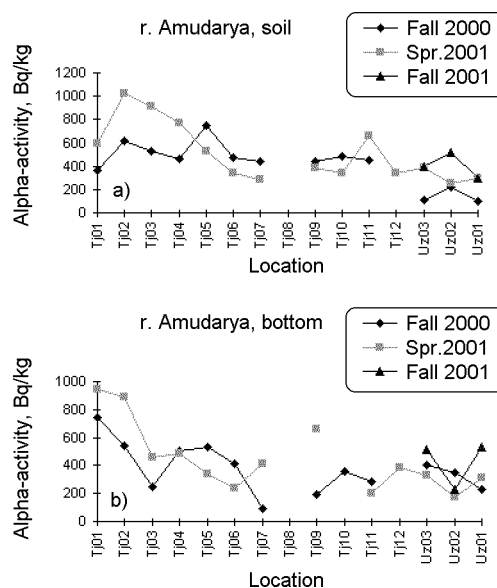 r. Amudarya, soil
Fall 2000
Spr.2001
Fall 2001
Alpha-activity, Bq/kg
1200
1000
800
600
400
200
0
a)
Tj01 Tj02 Tj03 Tj04 Tj05 Tj06 Tj07 Tj08 Tj09 Tj10 Tj11 Tj12 Uz03 Uz02 Uz01
Location
r. Amudarya, bottom
Fall 2000
Spr.2001
Fall 2001
Alpha-activity, Bq/kg
1000
800
600
400
200
0
b)
Tj01 Tj02 Tj03 Tj04 Tj05 Tj06 Tj07 Tj08 Tj09 Tj10 Tj11 Tj12 Uz03 Uz02 Uz01
Location